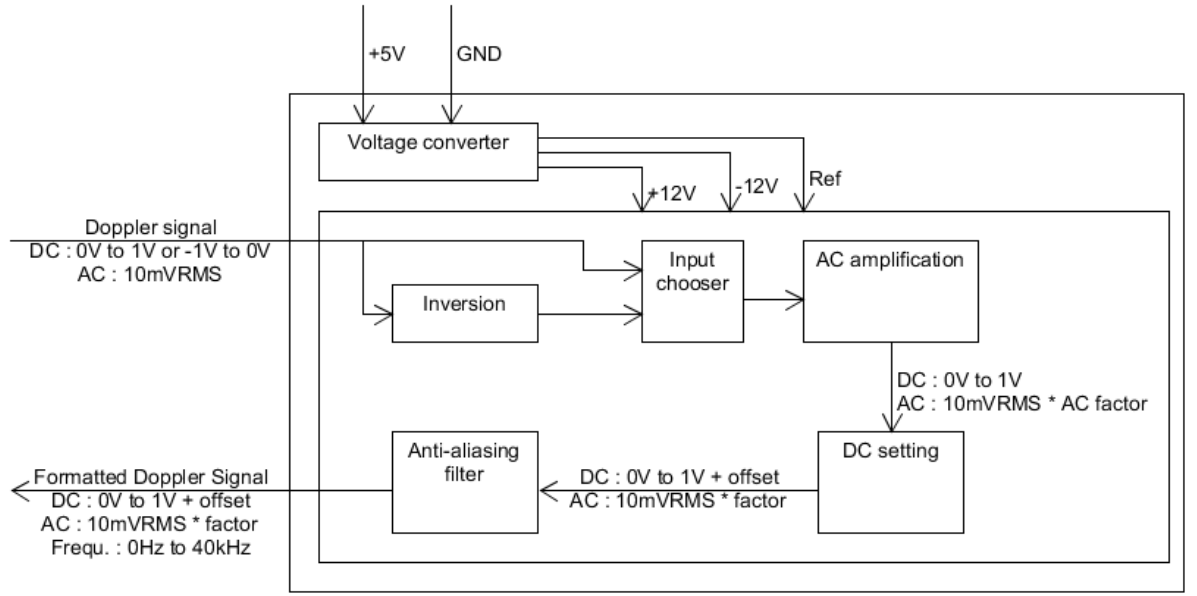 +5V
GND
Voltage converter
+12V
-12V
Ref
Doppler signal
DC : 0V to 1V or -1V to 0V
AC : 10mVRMS
Inversion
Input
chooser
AC amplification
DC : 0V to 1V
AC : 10mVRMS * AC factor
DC setting
DC : 0V to 1V + offset
AC : 10mVRMS * factor
Anti-aliasing
filter
Formatted Doppler Signal
DC : 0V to 1V + offset
AC : 10mVRMS * factor
Frequ. : 0Hz to 40kHz